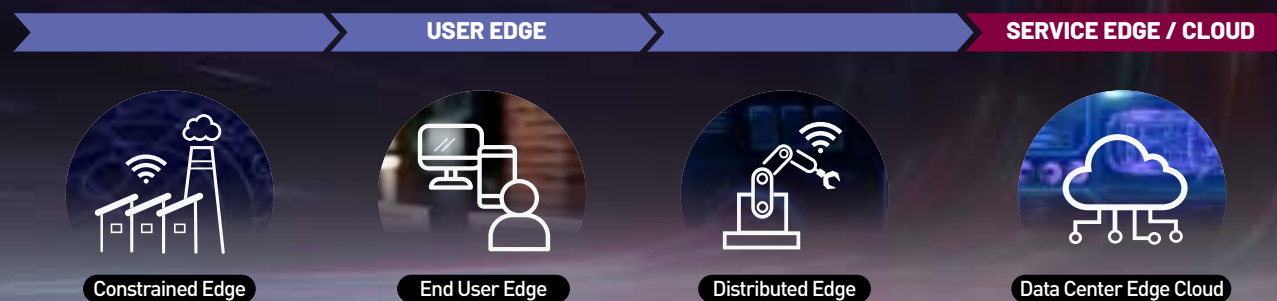 USER EDGE
SERVICE EDGE / CLOUD
Constrained Edge
End User Edge
Distributed Edge
Data Center Edge Cloud